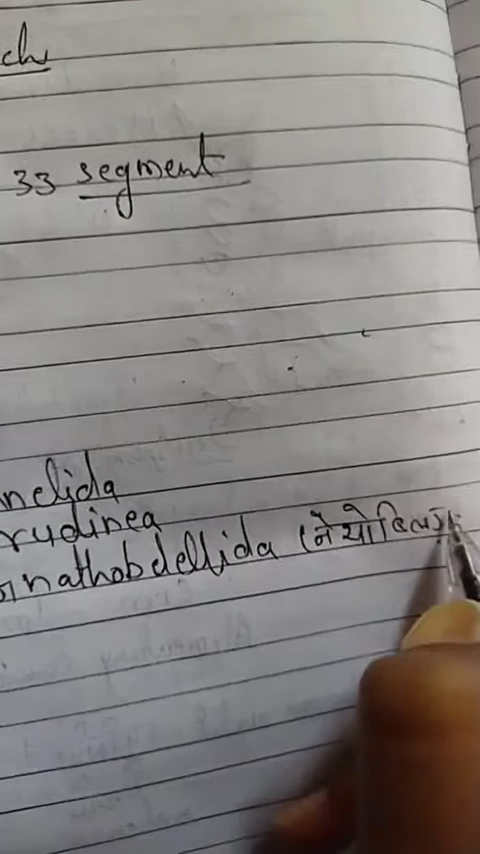 ch
33 segment
nelida
rudinea
nathobdellida